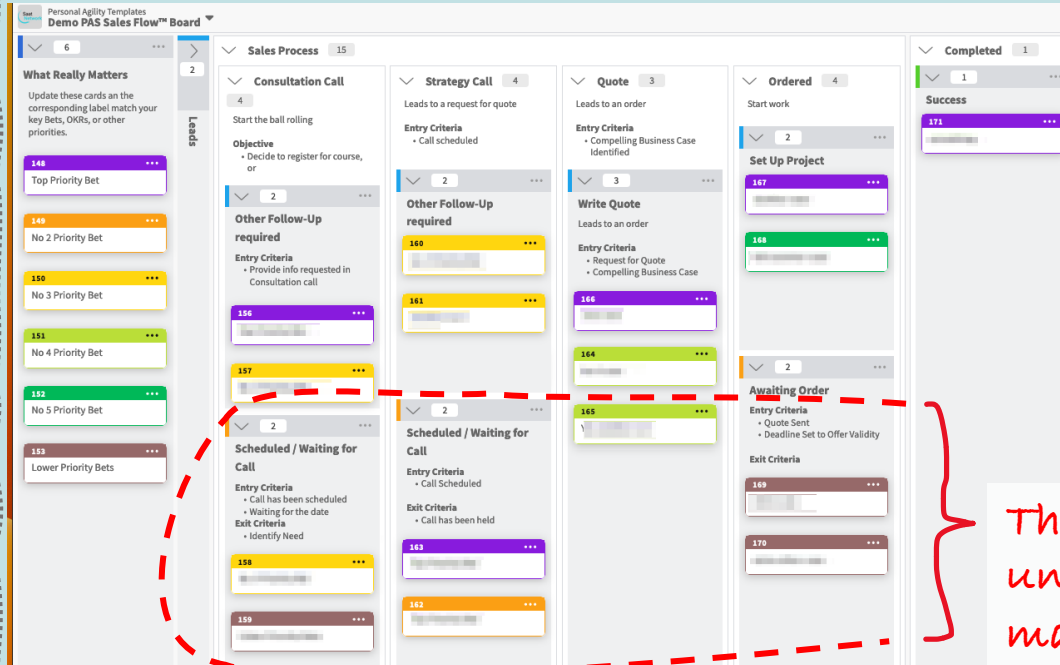 Personal Agility Templates
Demo PAS Sales Flow™ Board
6
What Really Matters
Update these cards an the
corresponding label match your
key Bets, OKRs, or other
priorities.
148
Top Priority Bet
149
No 2 Priority Bet
150
No 3 Priority Bet
151
No 4 Priority Bet
152
No 5 Priority Bet
153
Lower Priority Bets
2
Leads
Sales Process 15
Consultation Call
4
Start the ball rolling
Objective
• Decide to register for course,
or
2
Other Follow-Up
required
Entry Criteria
• Provide info requested in
Consultation call
156
157
2
Scheduled / Waiting for
Call
Entry Criteria
• Call has been scheduled
• Waiting for the date
Exit Criteria
• Identify Need
158
159
Strategy Call 4
Leads to a request for quote
Entry Criteria
• Call scheduled
2
Other Follow-Up
required
160
161
2
Scheduled / Waiting for
Call
Entry Criteria
• Call Scheduled
Exit Criteria
• Call has been held
163
162
Quote 3
Leads to an order
Entry Criteria
• Compelling Business Case
Identified
3
Write Quote
Leads to an order
Entry Criteria
• Request for Quote
• Compelling Business Case
166
164
165
Ordered 4
Start work
2
Set Up Project
167
168
2
Awaiting Order
Entry Criteria
• Quote Sent
• Deadline Set to Offer Validity
Exit Criteria
169
170
Completed 1
1
Success
171